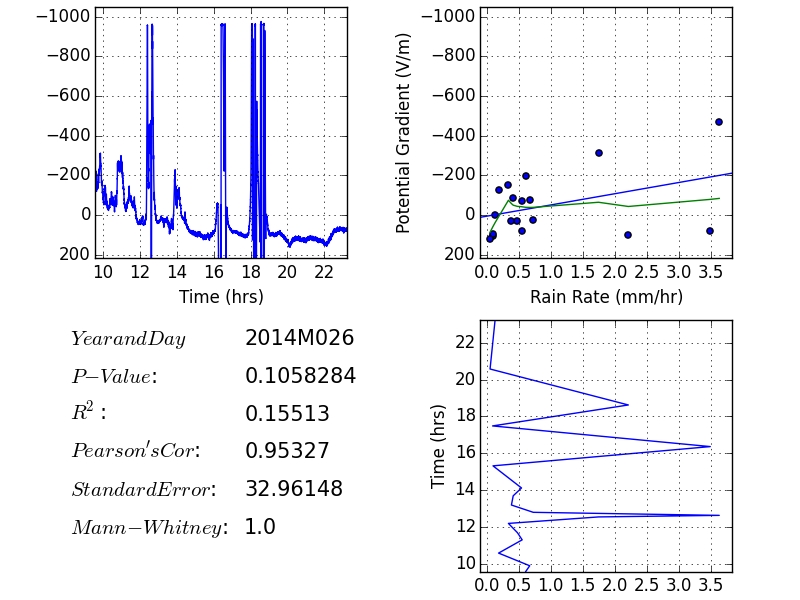 −1000
−800
−600
−400
−200
0
200
10 12 14 16 18 20 22
Time (hrs)
Potential Gradient (V/m)
−1000
−800
−600
−400
−200
0
200
0.0 0.5 1.0 1.5 2.0 2.5 3.0 3.5
Rain Rate (mm/hr)
YearandDay 2014M026
P−Value: 0.1058284
R²: 0.15513
Pearson'sCor: 0.95327
StandardError: 32.96148
Mann−Whitney: 1.0
Time (hrs)
22
20
18
16
14
12
10
0.0 0.5 1.0 1.5 2.0 2.5 3.0 3.5